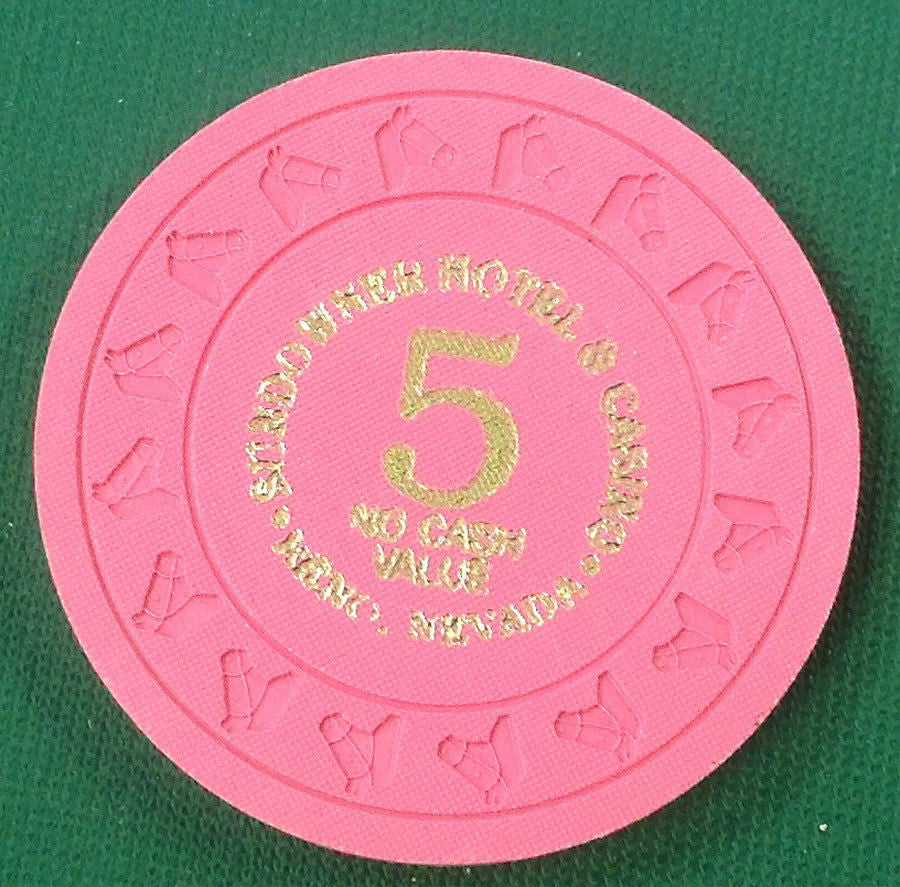 SUNDOWNER HOTEL & CASINO
5
NO CASH
VALUE
• RENO, NEVADA •